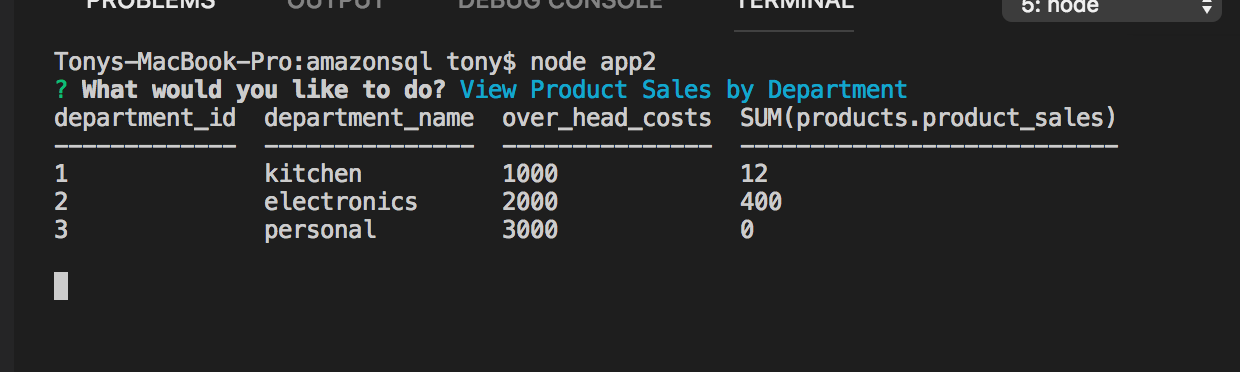 PROBLEMS OUTPUT DEBUG CONSOLE TERMINAL 5: node
Tonys-MacBook-Pro:amazonsql tony$ node app2
? What would you like to do? View Product Sales by Department
department_id  department_name  over_head_costs  SUM(products.product_sales)
-------------  ---------------  ---------------  ---------------------------
1              kitchen          1000             12
2              electronics      2000             400
3              personal         3000             0